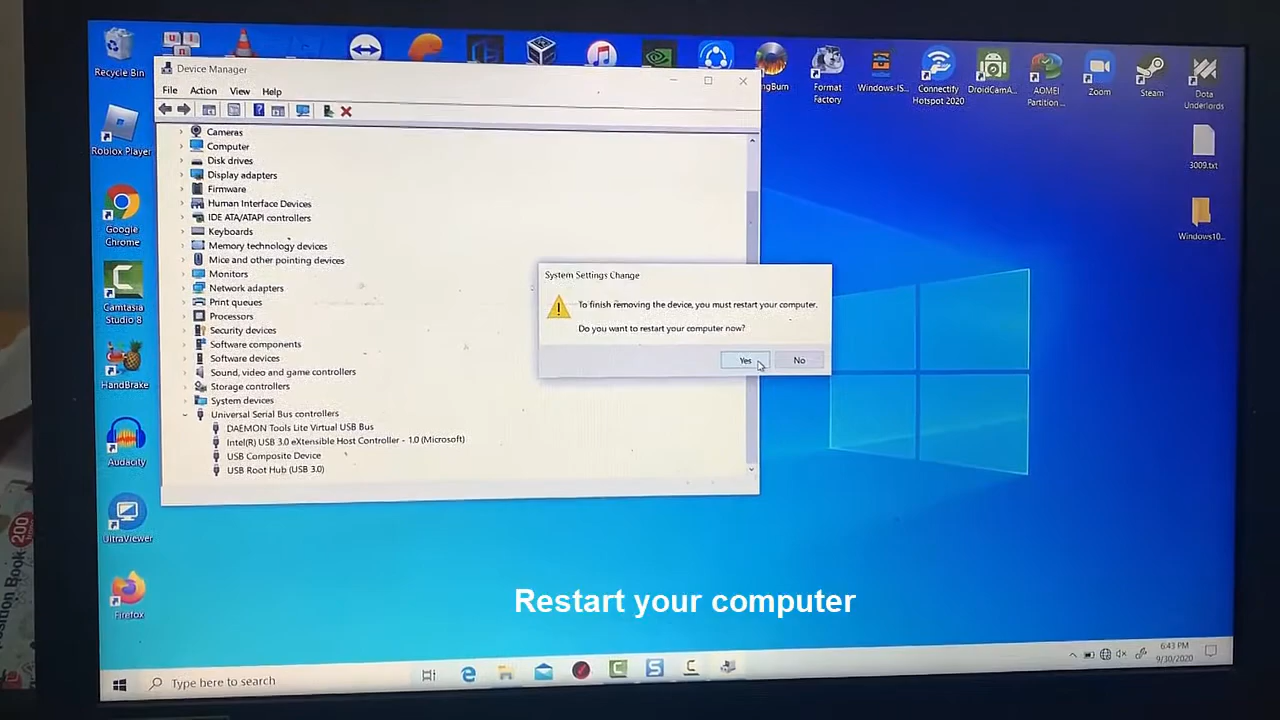 Recycle Bin
Roblox Player
Google
Chrome
Camtasia
Studio 8
HandBrake
Audacity
UltraViewer
Firefox
Device Manager
File Action View Help
Cameras
Computer
Disk drives
Display adapters
Firmware
Human Interface Devices
IDE ATA/ATAPI controllers
Keyboards
Memory technology devices
Mice and other pointing devices
Monitors
Network adapters
Print queues
Processors
Security devices
Software components
Software devices
Sound, video and game controllers
Storage controllers
System devices
Universal Serial Bus controllers
DAEMON Tools Lite Virtual USB Bus
Intel(R) USB 3.0 eXtensible Host Controller - 1.0 (Microsoft)
USB Composite Device
USB Root Hub (USB 3.0)
System Settings Change
To finish removing the device, you must restart your computer.
Do you want to restart your computer now?
Yes No
Format
Factory
Windows-IS...
Connectify
Hotspot 2020
DroidCamA...
AOMEI
Partition...
Zoom
Steam
Dota
Underlords
3009.txt
Windows10...
Restart your computer
Type here to search
6:43 PM
9/30/2020
200